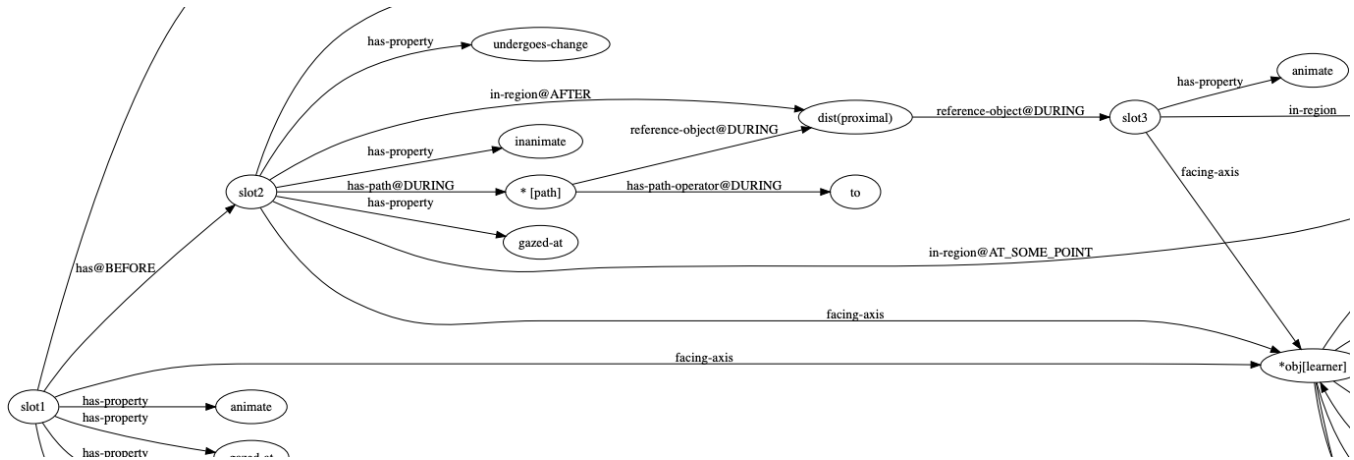 has-property
undergoes-change
has-property
animate
in-region@AFTER
dist(proximal)
reference-object@DURING
slot3
in-region
reference-object@DURING
inanimate
has-property
facing-axis
slot2
has-path@DURING
* [path]
has-path-operator@DURING
to
has-property
gazed-at
in-region@AT_SOME_POINT
has@BEFORE
facing-axis
facing-axis
*obj[learner]
slot1
has-property
animate
has-property
has-property
gazed-at